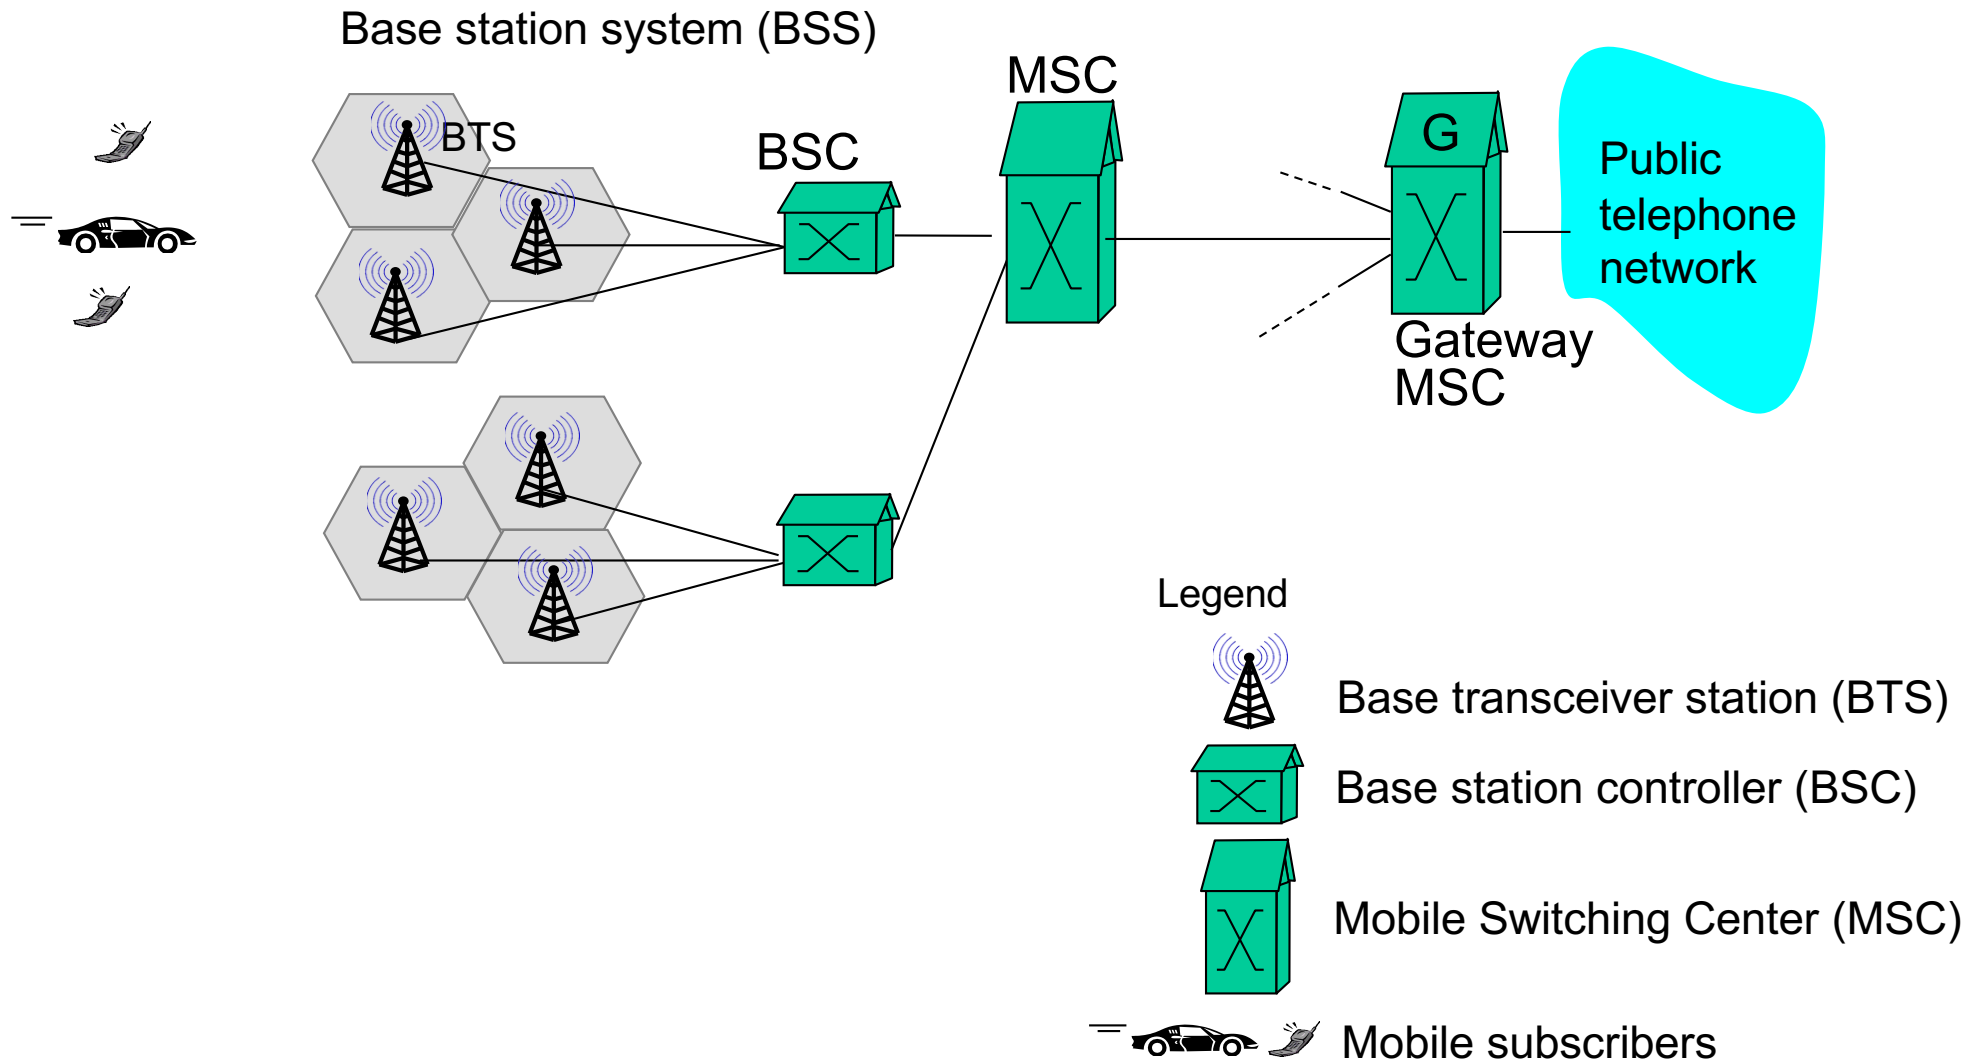 Base station system (BSS)
MSC
BTS
BSC
G
Public
telephone
network
Gateway
MSC
Legend
Base transceiver station (BTS)
Base station controller (BSC)
Mobile Switching Center (MSC)
Mobile subscribers